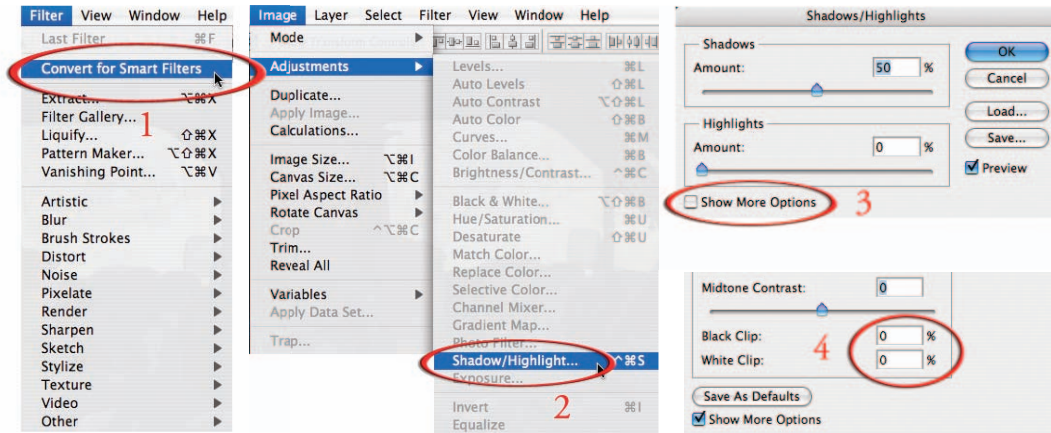 Filter View Window Help
Last Filter ⌘F
Convert for Smart Filters
Extract... ⌥⌘X
Filter Gallery...
1
Liquify... ⇧⌘X
Pattern Maker... ⌥⇧⌘X
Vanishing Point... ⌥⌘V
Artistic
Blur
Brush Strokes
Distort
Noise
Pixelate
Render
Sharpen
Sketch
Stylize
Texture
Video
Other
Image Layer Select Filter View Window Help
Mode
Adjustments
Duplicate...
Apply Image...
Calculations...
Image Size... ⌥⌘I
Canvas Size... ⌥⌘C
Pixel Aspect Ratio
Rotate Canvas
Crop ^⌥⌘C
Trim...
Reveal All
Variables
Apply Data Set...
Trap...
Levels... ⌘L
Auto Levels ⇧⌘L
Auto Contrast ⌥⇧⌘L
Auto Color ⇧⌘B
Curves... ⌘M
Color Balance... ⌘B
Brightness/Contrast... ^⌘C
Black & White... ⌥⇧⌘B
Hue/Saturation... ⌘U
Desaturate ⇧⌘U
Match Color...
Replace Color...
Selective Color...
Channel Mixer...
Gradient Map...
Photo Filter...
Shadow/Highlight... ^⌘S
Exposure...
2
Invert ⌘I
Equalize
Shadows/Highlights
Shadows
Amount: 50 %
Highlights
Amount: 0 %
Show More Options
3
OK
Cancel
Load...
Save...
Preview
Midtone Contrast: 0
Black Clip: 0 %
4
White Clip: 0 %
Save As Defaults
Show More Options